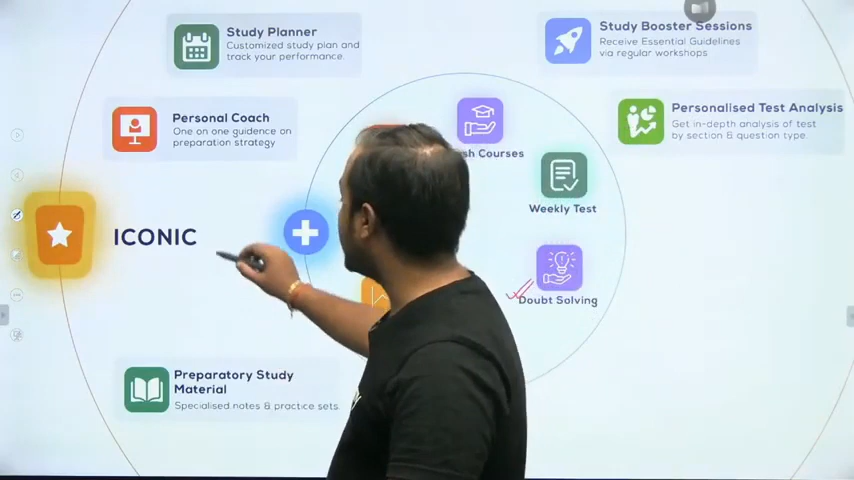 Study Planner
Customized study plan and
track your performance.
Study Booster Sessions
Receive Essential Guidelines
via regular workshops
Personal Coach
One on one guidence on
preparation strategy
Courses
Personalised Test Analysis
Get in-depth analysis of test
by section & question type.
Weekly Test
ICONIC
Doubt Solving
Preparatory Study
Material
Specialised notes & practice sets.